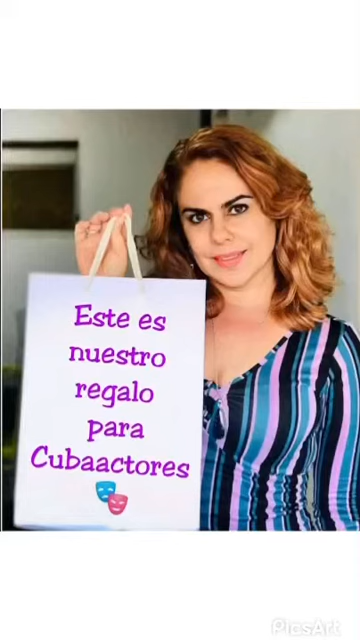 Este es
nuestro
regalo
para
Cubaactores
PicsArt